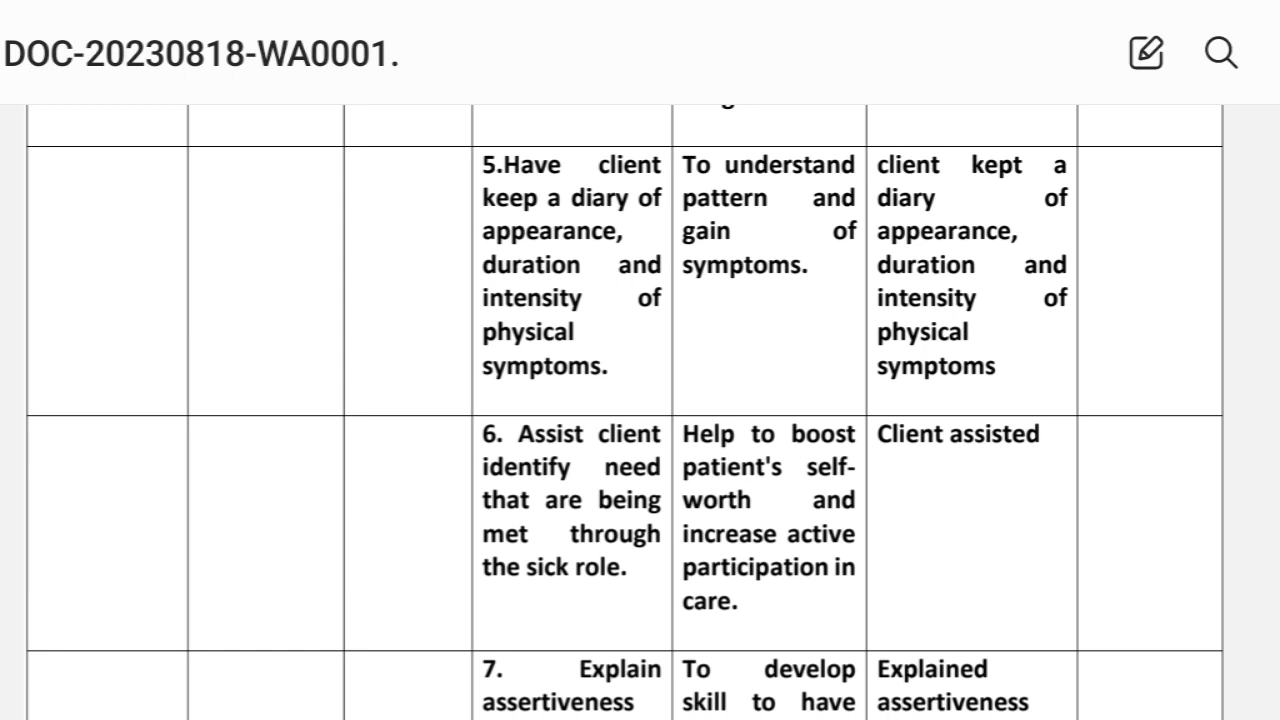 DOC-20230818-WA0001.
5.Have client
keep a diary of
appearance,
duration and
intensity of
physical
symptoms.
To understand
pattern and
gain of
symptoms.
client kept a
diary of
appearance,
duration and
intensity of
physical
symptoms
6. Assist client
identify need
that are being
met through
the sick role.
Help to boost
patient's self-
worth and
increase active
participation in
care.
Client assisted
7. Explain
assertiveness
To develop
skill to have
Explained
assertiveness